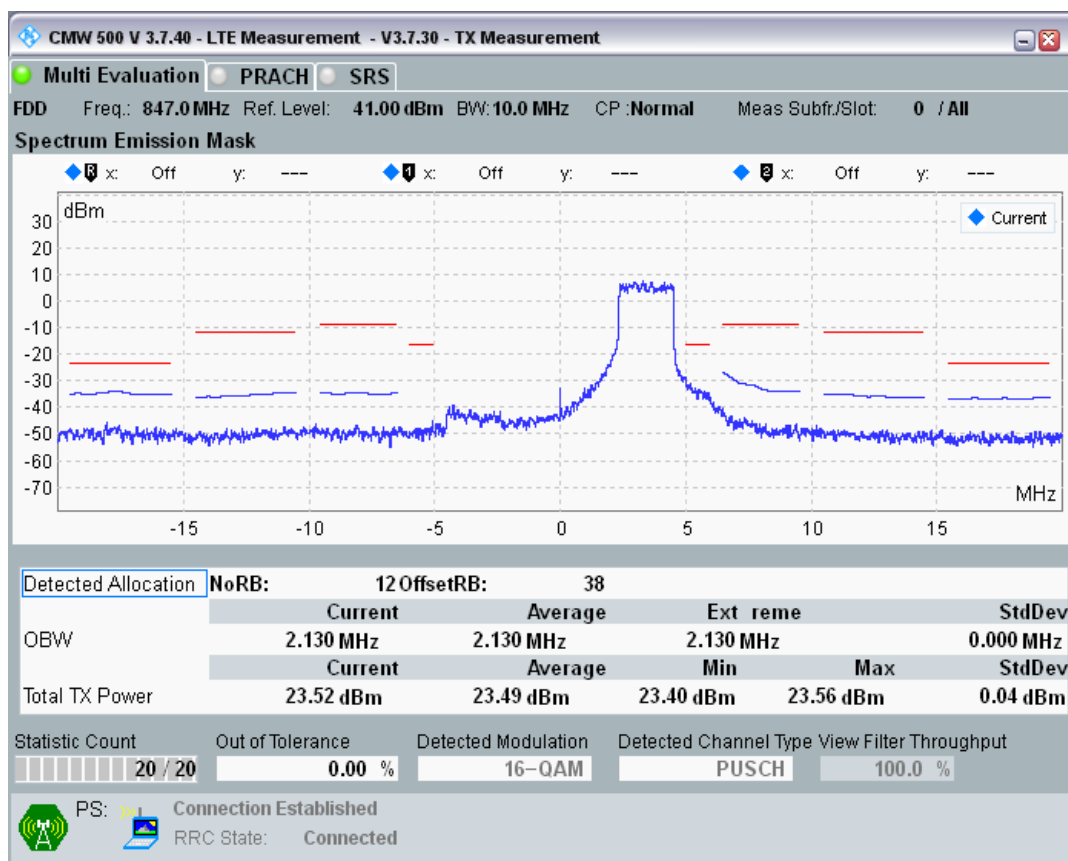 CMW 500 V 3.7.40 - LTE Measurement - V3.7.30 - TX Measurement
Multi Evaluation PRACH SRS
FDD Freq.: 847.0 MHz Ref. Level: 41.00 dBm BW: 10.0 MHz CP :Normal Meas Subfr./Slot: 0 / All
Spectrum Emission Mask
R x: Off y: --- 1 x: Off y: --- 2 x: Off y: ---
dBm
Current
30
20
10
0
-10
-20
-30
-40
-50
-60
-70
MHz
-15 -10 -5 0 5 10 15
Detected Allocation NoRB: 12 OffsetRB: 38
Current Average Ext reme StdDev
OBW 2.130 MHz 2.130 MHz 2.130 MHz 0.000 MHz
Current Average Min Max StdDev
Total TX Power 23.52 dBm 23.49 dBm 23.40 dBm 23.56 dBm 0.04 dBm
Statistic Count Out of Tolerance Detected Modulation Detected Channel Type View Filter Throughput
20 / 20 0.00 % 16-QAM PUSCH 100.0 %
PS: Connection Established
RRC State: Connected